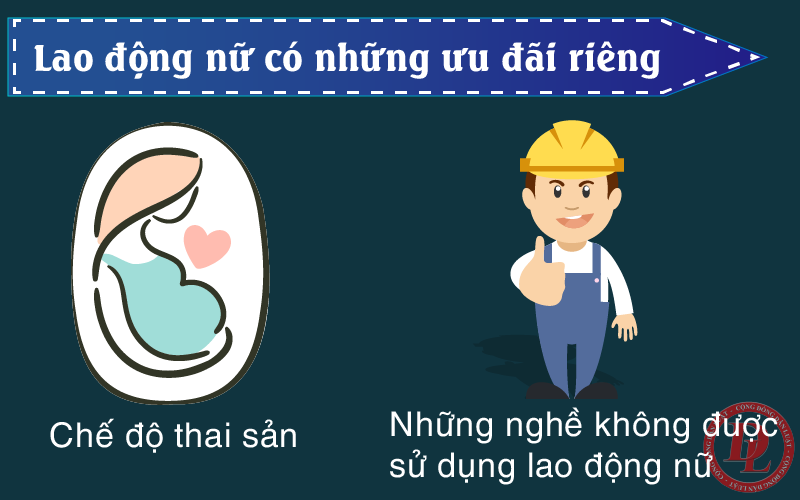 Lao động nữ có những ưu đãi riêng
Chế độ thai sản
Những nghề không được
sử dụng lao động nữ
DL